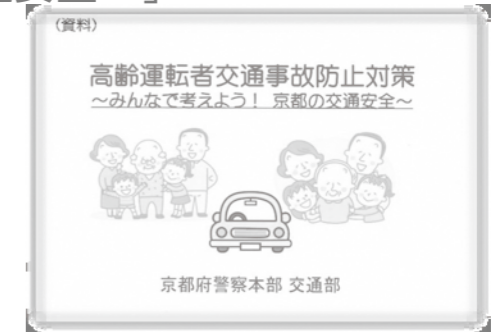 (資料)
高齢運転者交通事故防止対策
～みんなで考えよう! 京都の交通安全～
京都府警察本部 交通部